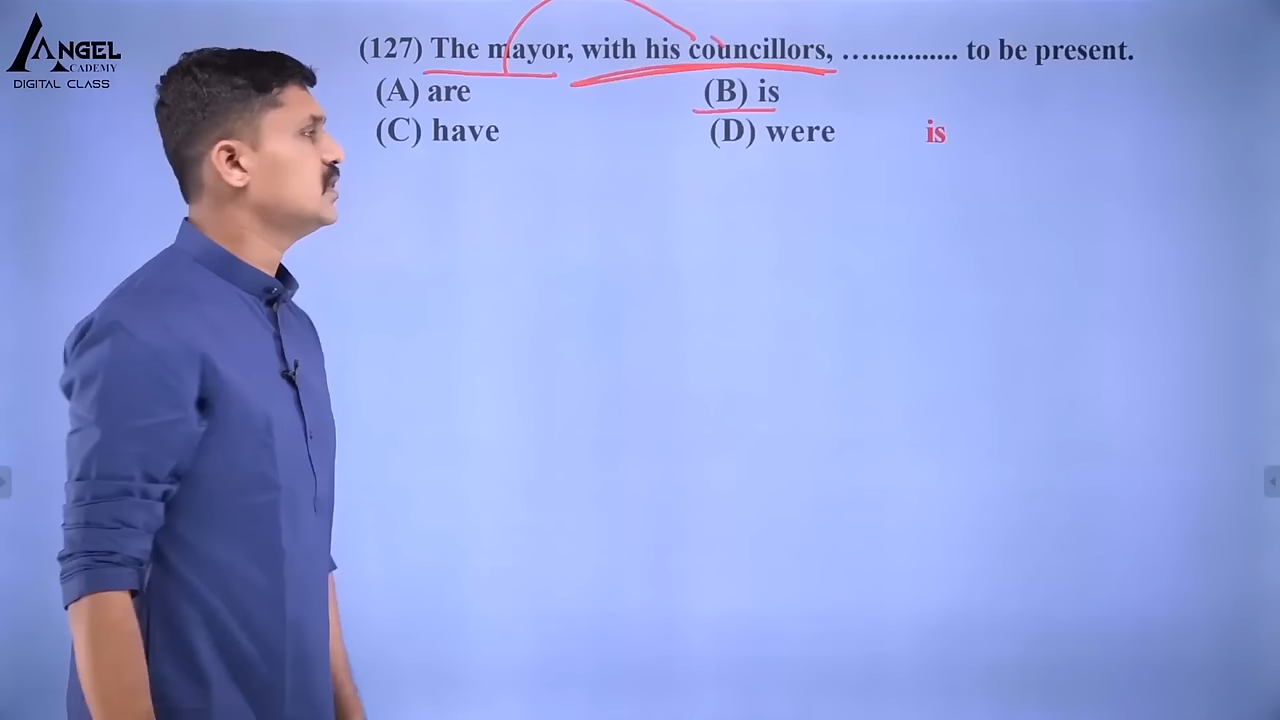 ANGEL
ACADEMY
DIGITAL CLASS
(127) The mayor, with his councillors, ................ to be present.
(A) are (B) is
(C) have (D) were is